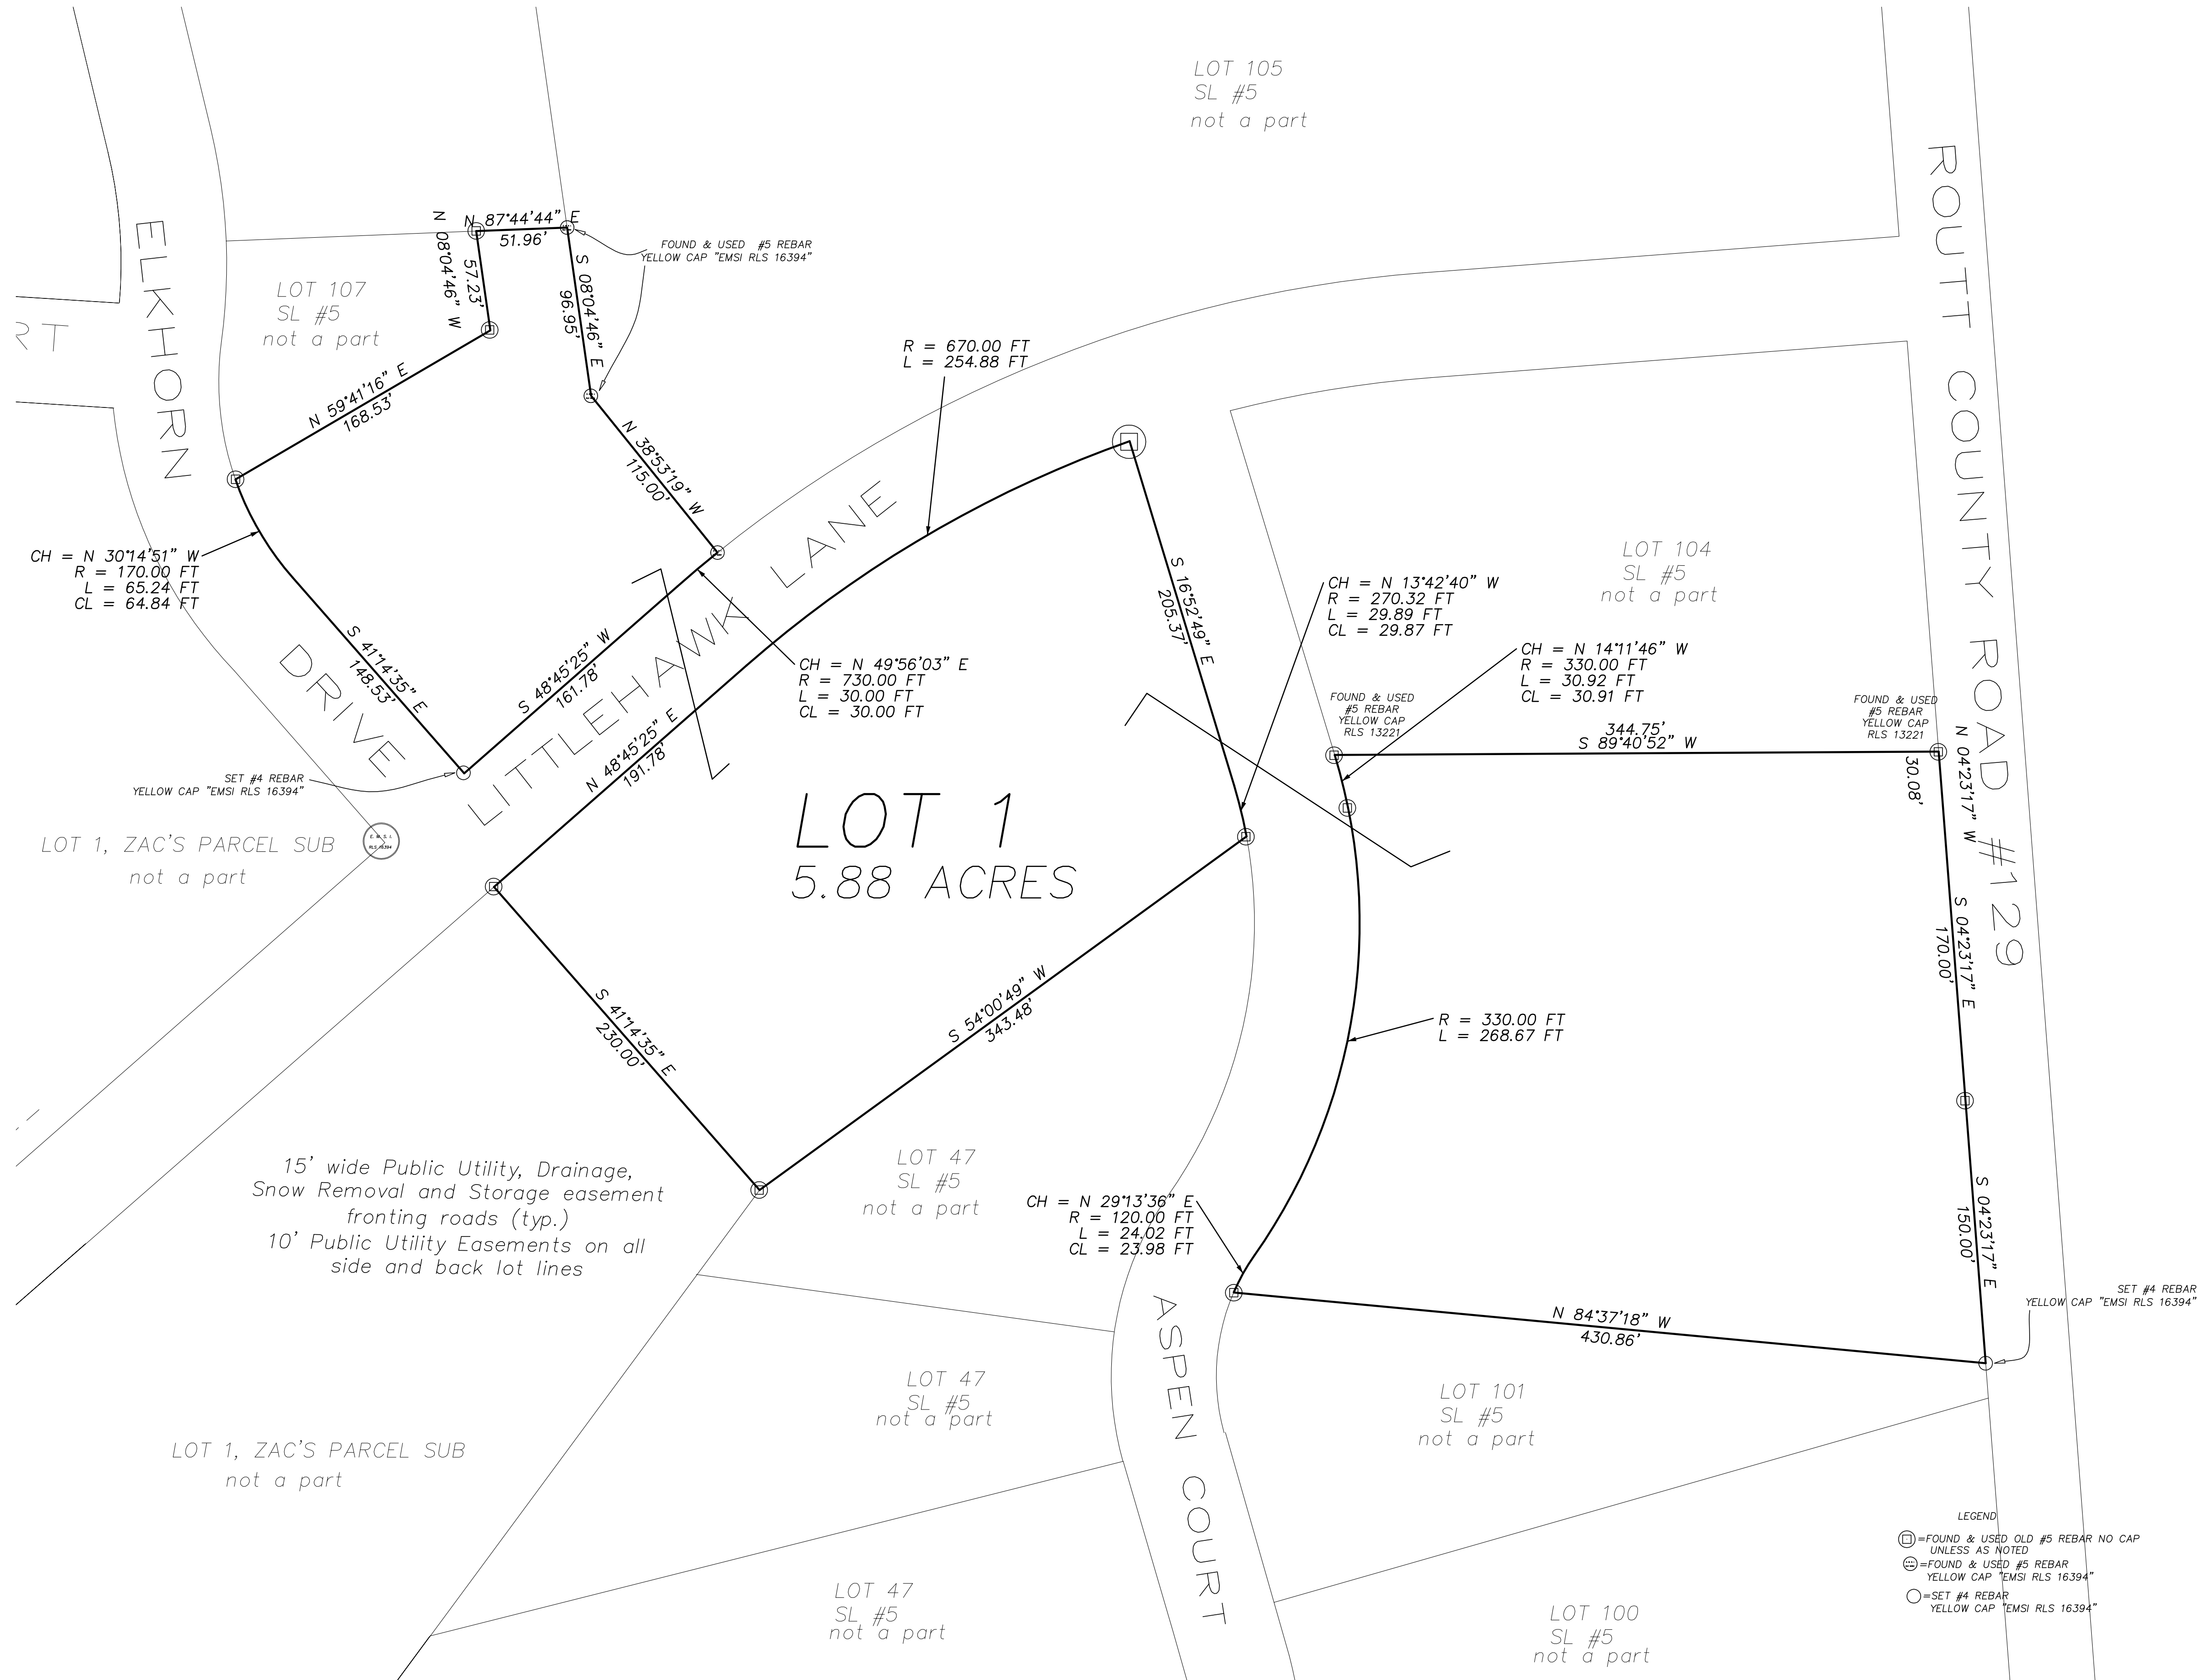 LOT 105
SL #5
not a part
ROUTT COUNTY ROAD #129
ELKHORN
DRIVE
RT
N 87°44'44" E
51.96'
N 08°04'46" W
57.23'
S 08°04'46" E
96.95'
FOUND & USED #5 REBAR
YELLOW CAP "EMSI RLS 16394"
LOT 107
SL #5
not a part
N 59°41'16" E
168.53'
R = 670.00 FT
L = 254.88 FT
N 38°53'19" W
115.00'
CH = N 30°14'51" W
R = 170.00 FT
L = 65.24 FT
CL = 64.84 FT
S 41°14'35" E
148.53'
S 48°45'25" W
161.78'
LITTLEHAWK LANE
CH = N 49°56'03" E
R = 730.00 FT
L = 30.00 FT
CL = 30.00 FT
N 48°45'25" E
191.78'
S 16°52'49" E
205.37'
CH = N 13°42'40" W
R = 270.32 FT
L = 29.89 FT
CL = 29.87 FT
LOT 104
SL #5
not a part
CH = N 14°11'46" W
R = 330.00 FT
L = 30.92 FT
CL = 30.91 FT
FOUND & USED
#5 REBAR
YELLOW CAP
RLS 13221
344.75'
S 89°40'52" W
FOUND & USED
#5 REBAR
YELLOW CAP
RLS 13221
N 04°23'17" W
30.08'
SET #4 REBAR
YELLOW CAP "EMSI RLS 16394"
LOT 1, ZAC'S PARCEL SUB
not a part
E. M. S. I.
RLS 16394
LOT 1
5.88 ACRES
S 04°23'17" E
170.00'
S 41°14'35" E
230.00'
S 54°00'49" W
343.48'
R = 330.00 FT
L = 268.67 FT
15' wide Public Utility, Drainage,
Snow Removal and Storage easement
fronting roads (typ.)
10' Public Utility Easements on all
side and back lot lines
LOT 47
SL #5
not a part
CH = N 29°13'36" E
R = 120.00 FT
L = 24.02 FT
CL = 23.98 FT
S 04°23'17" E
150.00'
SET #4 REBAR
YELLOW CAP "EMSI RLS 16394"
N 84°37'18" W
430.86'
ASPEN COURT
LOT 47
SL #5
not a part
LOT 101
SL #5
not a part
LOT 1, ZAC'S PARCEL SUB
not a part
LOT 47
SL #5
not a part
LOT 100
SL #5
not a part
LEGEND
=FOUND & USED OLD #5 REBAR NO CAP
UNLESS AS NOTED
=FOUND & USED #5 REBAR
YELLOW CAP "EMSI RLS 16394"
=SET #4 REBAR
YELLOW CAP "EMSI RLS 16394"